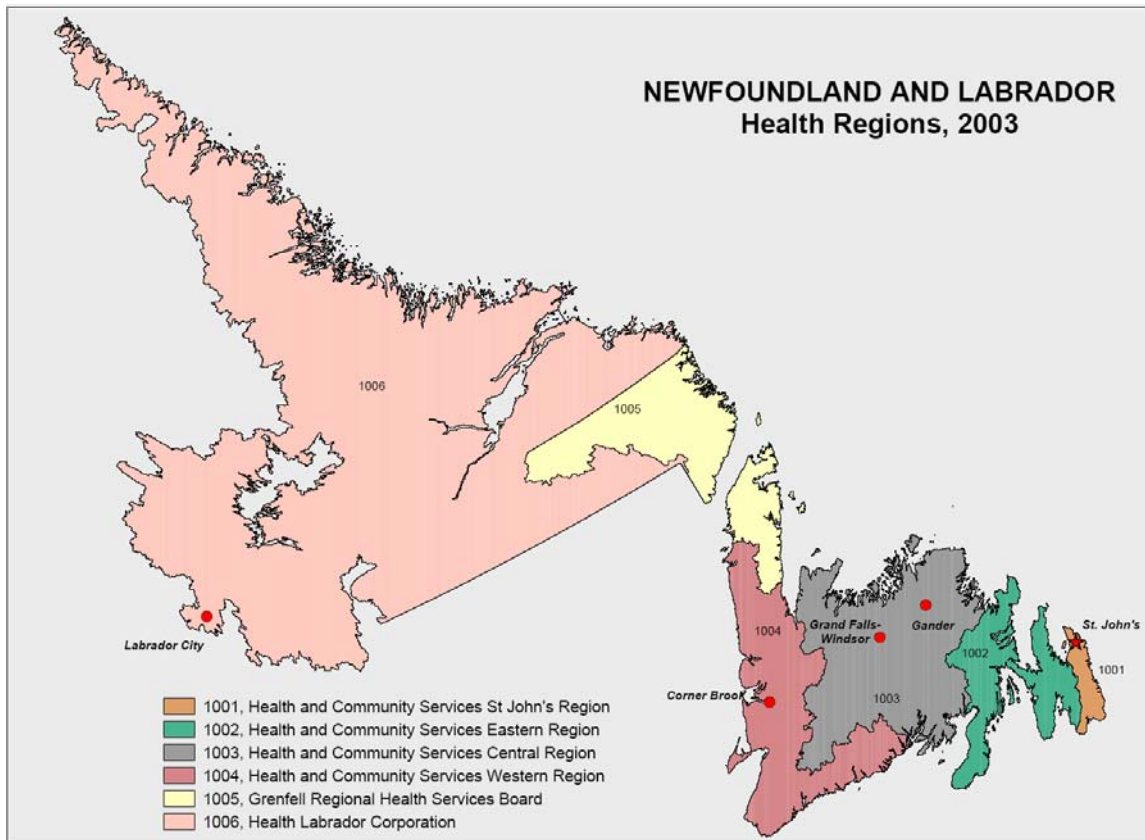 NEWFOUNDLAND AND LABRADOR
Health Regions, 2003
1006
1005
Labrador City
1004
Grand Falls-
Windsor
Gander
St. John's
1002
1001
Corner Brook
1003
1001, Health and Community Services St John's Region
1002, Health and Community Services Eastern Region
1003, Health and Community Services Central Region
1004, Health and Community Services Western Region
1005, Grenfell Regional Health Services Board
1006, Health Labrador Corporation